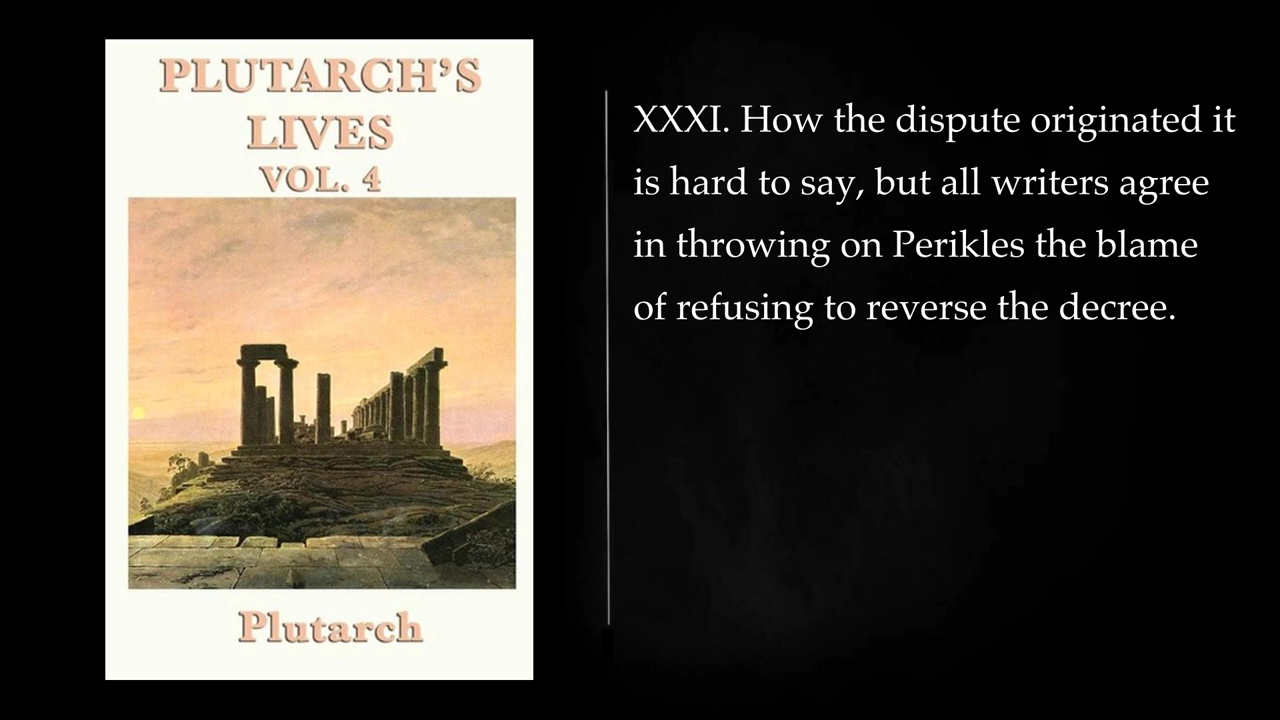 PLUTARCH'S
LIVES
VOL. 4
Plutarch
XXXI. How the dispute originated it
is hard to say, but all writers agree
in throwing on Perikles the blame
of refusing to reverse the decree.